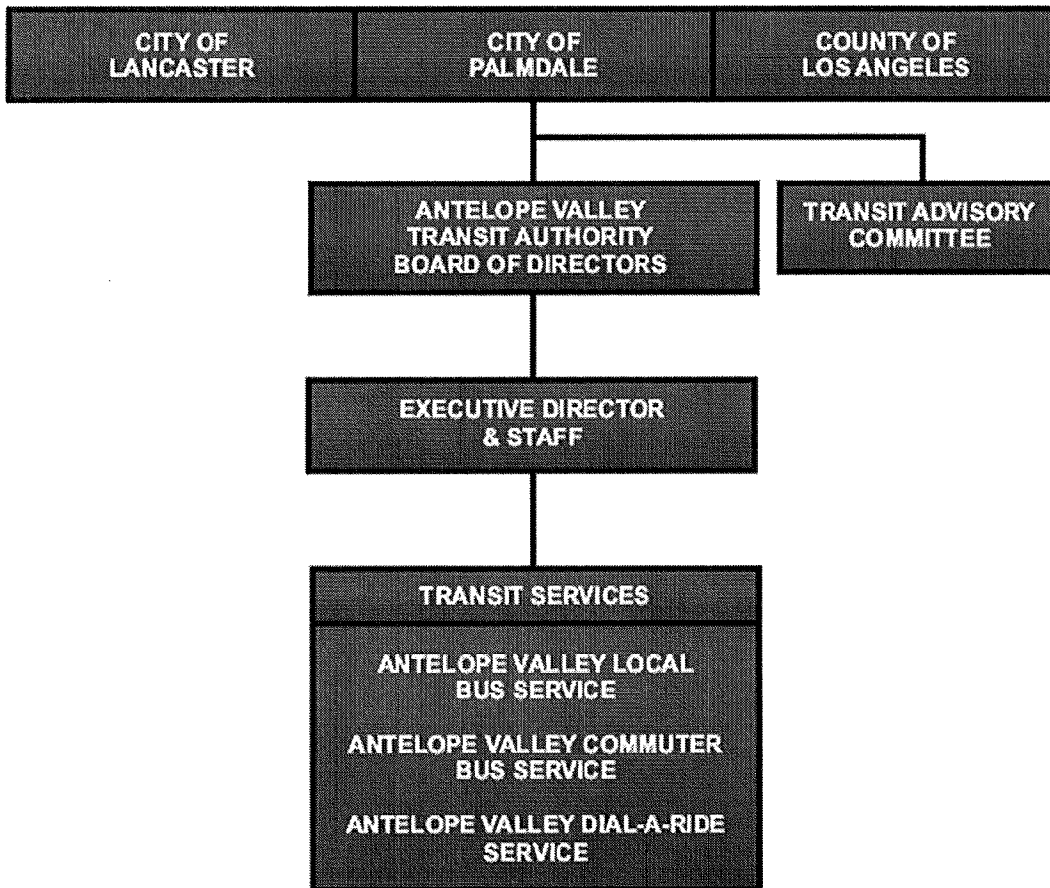 CITY OF
LANCASTER
CITY OF
PALMDALE
COUNTY OF
LOS ANGELES
ANTELOPE VALLEY
TRANSIT AUTHORITY
BOARD OF DIRECTORS
TRANSIT ADVISORY
COMMITTEE
EXECUTIVE DIRECTOR
& STAFF
TRANSIT SERVICES
ANTELOPE VALLEY LOCAL
BUS SERVICE
ANTELOPE VALLEY COMMUTER
BUS SERVICE
ANTELOPE VALLEY DIAL-A-RIDE
SERVICE